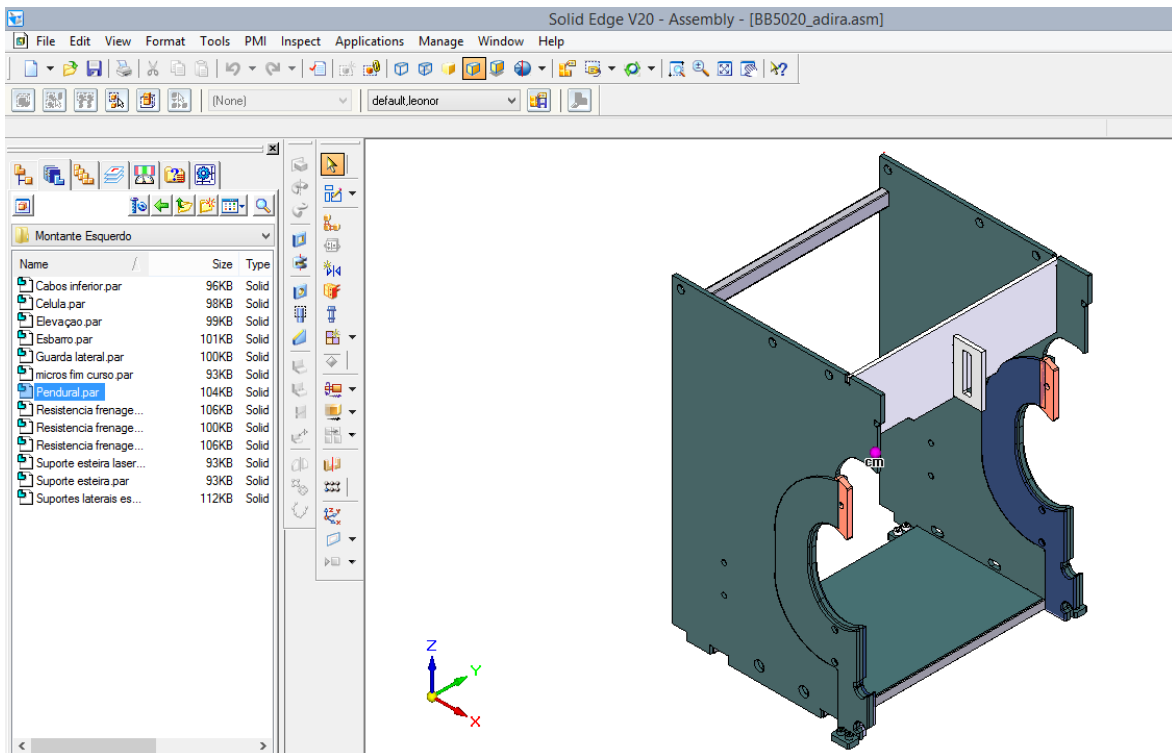 Solid Edge V20 - Assembly - [BB5020_adira.asm]
File Edit View Format Tools PMI Inspect Applications Manage Window Help
(None) default,leonor
Montante Esquerdo
Name Size Type
Cabos inferior.par 96KB Solid
Celula.par 98KB Solid
Elevaçao.par 99KB Solid
Esbarro.par 101KB Solid
Guarda lateral.par 100KB Solid
micros fim curso.par 93KB Solid
Pendural.par 104KB Solid
Resistencia frenage... 106KB Solid
Resistencia frenage... 100KB Solid
Resistencia frenage... 106KB Solid
Suporte esteira laser... 93KB Solid
Suporte esteira.par 93KB Solid
Suportes laterais es... 112KB Solid
cm
Z
Y
X